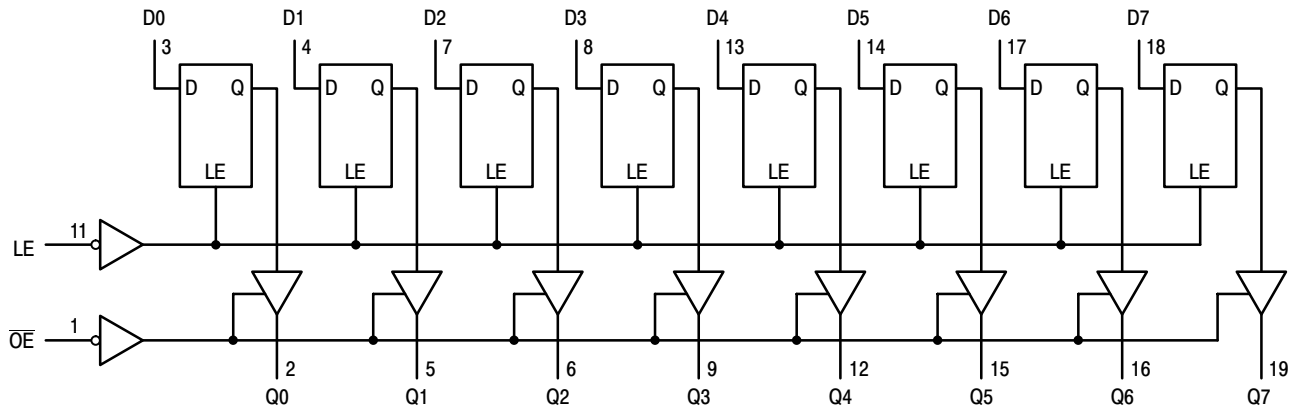 D0 D1 D2 D3 D4 D5 D6 D7
3 4 7 8 13 14 17 18
D Q D Q D Q D Q D Q D Q D Q D Q
LE LE LE LE LE LE LE LE
LE 11
O̅E̅ 1
2 5 6 9 12 15 16 19
Q0 Q1 Q2 Q3 Q4 Q5 Q6 Q7